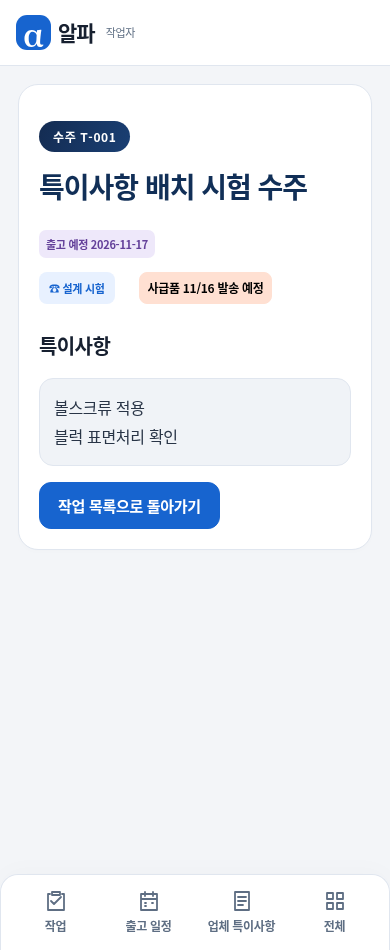 α 알파 작업자
수주 T-001
특이사항 배치 시험 수주
출고 예정 2026-11-17
☎ 설계 시험 사급품 11/16 발송 예정
특이사항
볼스크류 적용
블럭 표면처리 확인
작업 목록으로 돌아가기
작업 출고 일정 업체 특이사항 전체